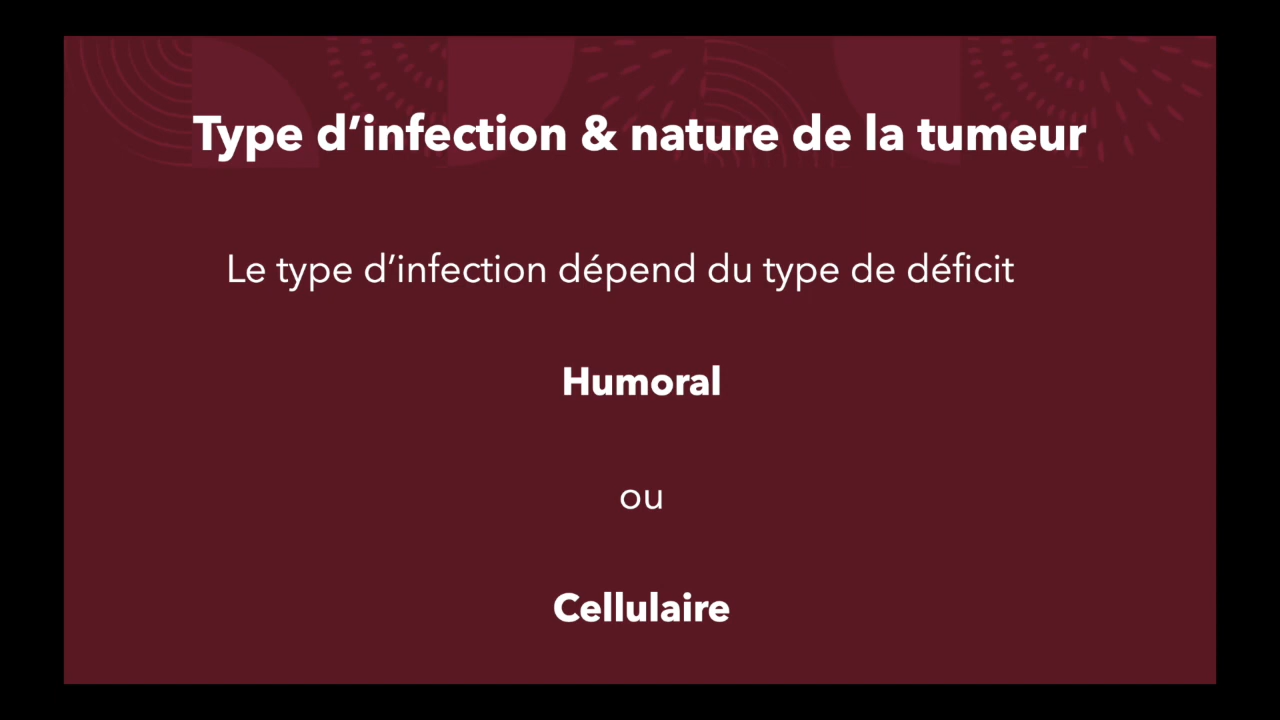 Type d’infection & nature de la tumeur
Le type d’infection dépend du type de déficit
Humoral
ou
Cellulaire